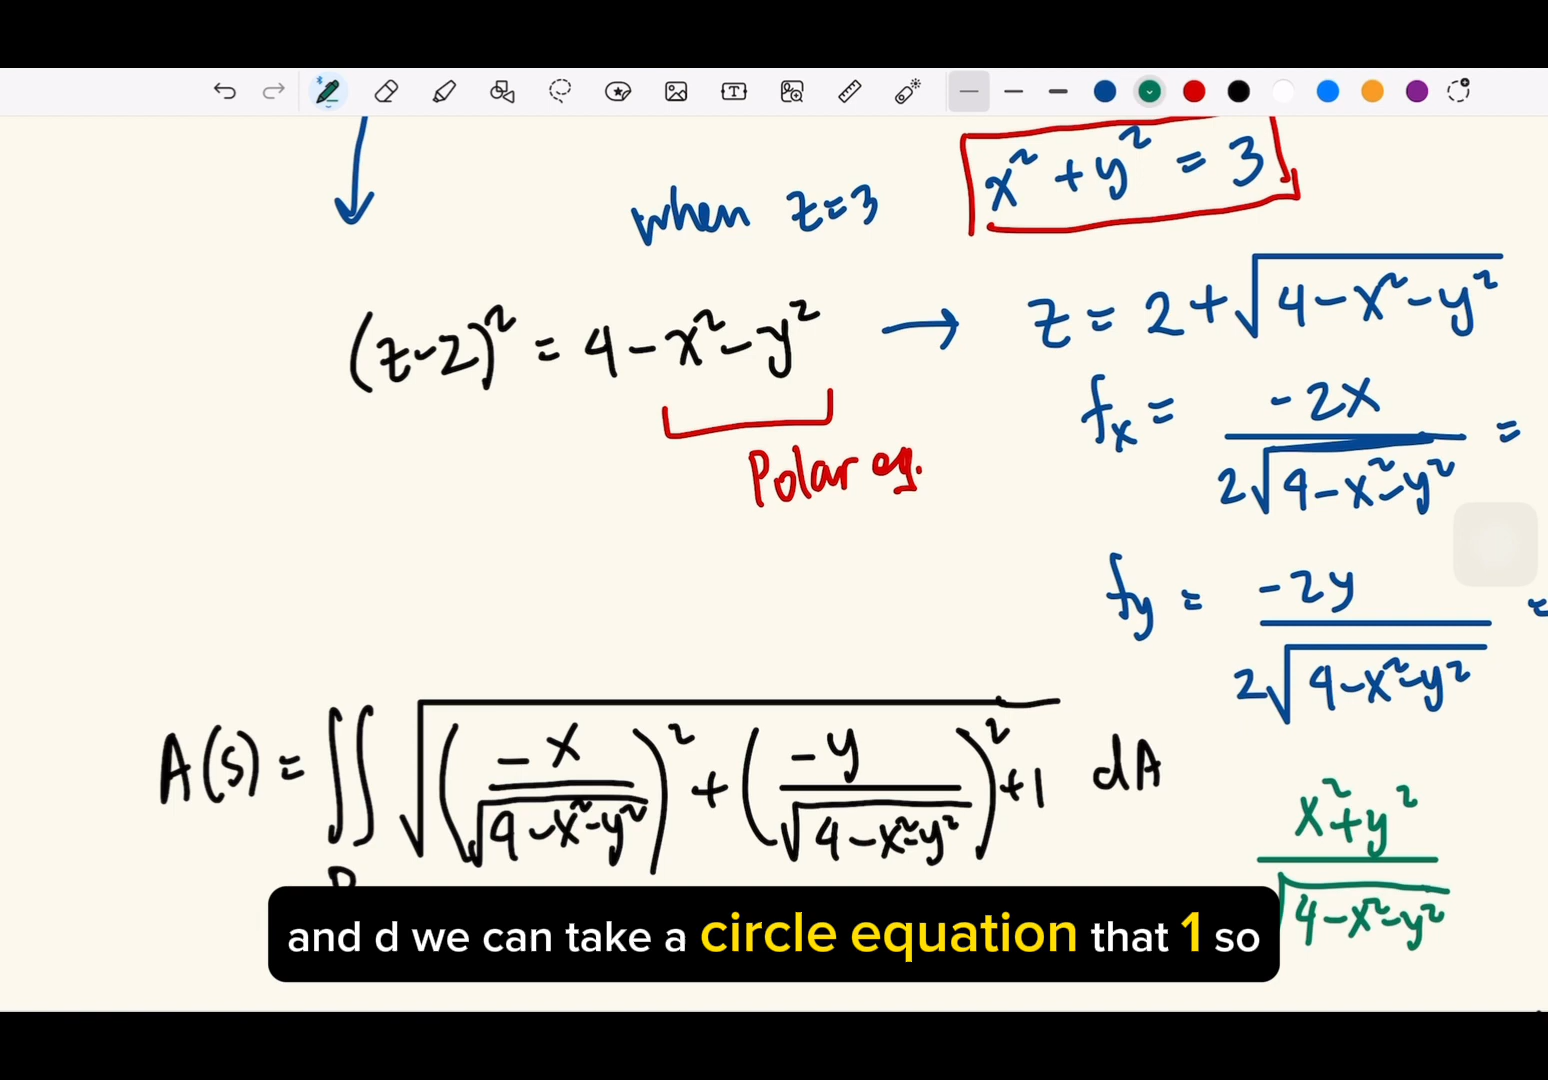 x² + y² = 3
when z = 3
(z-2)² = 4 - x² - y² → z = 2 + √(4 - x² - y²)
Polar eq.
fₓ = -2x / 2√(4 - x² - y²) =
f_y = -2y / 2√(4 - x² - y²) =
A(S) = ∬_D √((-x / √(4 - x² - y²))² + (-y / √(4 - x² - y²))² + 1) dA
x² + y² / √(4 - x² - y²)
and d we can take a circle equation that 1 so